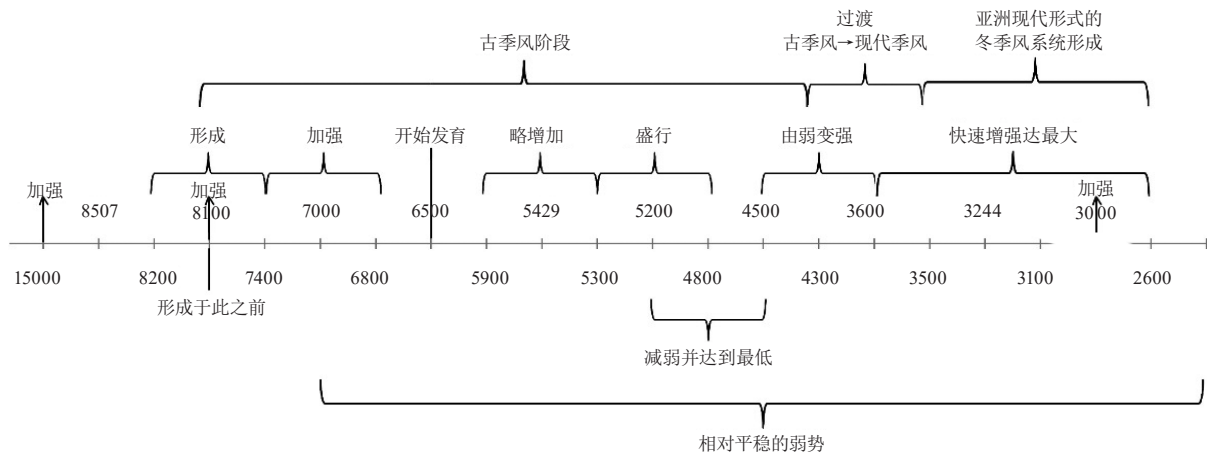 过渡
古季风→现代季风
亚洲现代形式的
冬季风系统形成
古季风阶段
形成
加强
开始发育
略增加
盛行
由弱变强
快速增强达最大
加强
加强
加强
8507
8100
7000
6500
5429
5200
4500
3600
3244
3000
15000
8200
7400
6800
5900
5300
4800
4300
3500
3100
2600
形成于此之前
减弱并达到最低
相对平稳的弱势